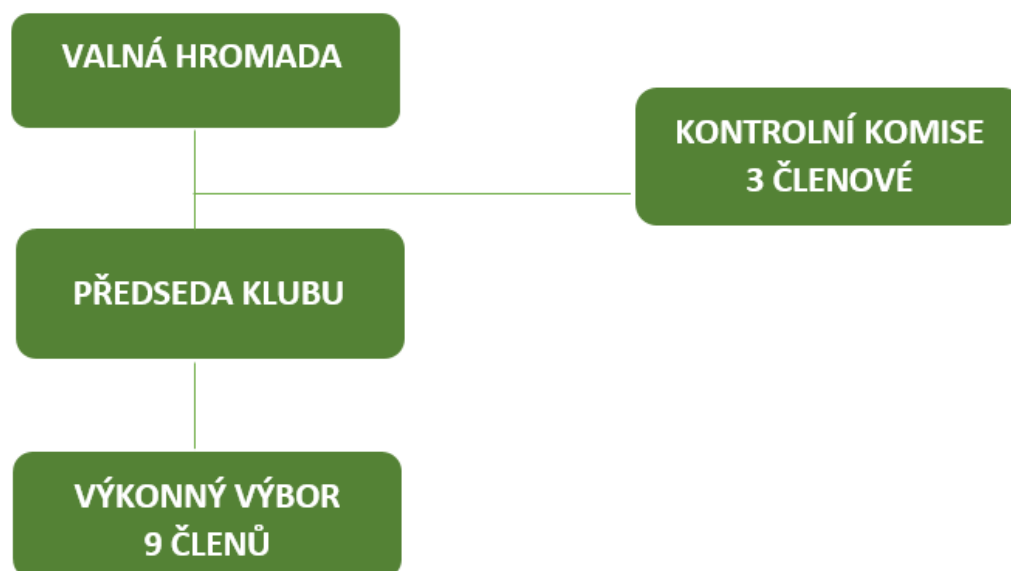 VALNÁ HROMADA
KONTROLNÍ KOMISE
3 ČLENOVÉ
PŘEDSEDA KLUBU
VÝKONNÝ VÝBOR
9 ČLENŮ